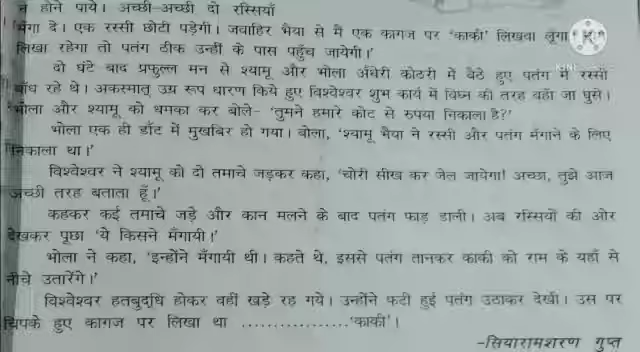 न होने पाये। अच्छी-अच्छी दो रस्सियाँ
मँगा दे। एक रस्सी छोटी पड़ेगी। जवाहिर भैया से मैं एक कागज पर 'काकी' लिखवा लूँगा।
लिखा रहेगा तो पतंग ठीक उन्हीं के पास पहुँच जायेगी।'
दो घंटे बाद प्रफुल्ल मन से श्यामू और भोला अँधेरी कोठरी में बैठे हुए पतंग में रस्सी
बाँध रहे थे। अकस्मात् उग्र रूप धारण किये हुए विश्वेश्वर शुभ कार्य में विघ्न की तरह वहाँ जा घुसे।
भोला और श्यामू को धमका कर बोले- 'तुमने हमारे कोट से रुपया निकाला है?'
भोला एक ही डाँट में मुखबिर हो गया। बोला, 'श्यामू भैया ने रस्सी और पतंग मँगाने के लिए
निकाला था।'
विश्वेश्वर ने श्यामू को दो तमाचे जड़कर कहा, 'चोरी सीख कर जेल जायेगा! अच्छा, तुझे आज
अच्छी तरह बताता हूँ।'
कहकर कई तमाचे जड़े और कान मलने के बाद पतंग फाड़ डाली। अब रस्सियों की ओर
देखकर पूछा 'ये किसने मँगायी।'
भोला ने कहा, 'इन्होंने मँगायी थी। कहते थे, इससे पतंग तानकर काकी को राम के यहाँ से
नीचे उतारेंगे।'
विश्वेश्वर हतबुद्धि होकर वहीं खड़े रह गये। उन्होंने फटी हुई पतंग उठाकर देखी। उस पर
चिपके हुए कागज पर लिखा था .................'काकी'।
-सियारामशरण गुप्त